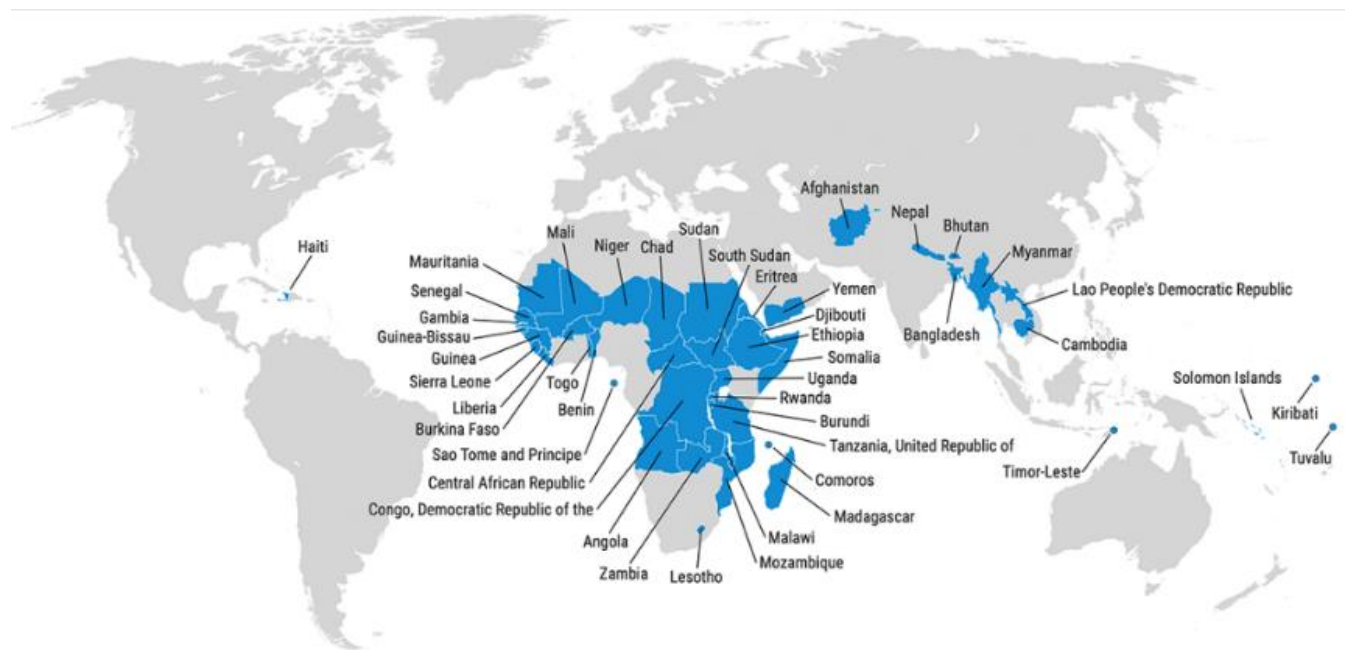 Afghanistan
Nepal
Bhutan
Sudan
Mali
Niger
Chad
Haiti
South Sudan
Myanmar
Mauritania
Eritrea
Yemen
Senegal
Lao People's Democratic Republic
Gambia
Djibouti
Guinea-Bissau
Ethiopia
Bangladesh
Cambodia
Guinea
Somalia
Sierra Leone
Togo
Uganda
Solomon Islands
Liberia
Benin
Rwanda
Kiribati
Burkina Faso
Burundi
Sao Tome and Principe
Tanzania, United Republic of
Tuvalu
Timor-Leste
Central African Republic
Comoros
Congo, Democratic Republic of the
Madagascar
Angola
Malawi
Zambia
Lesotho
Mozambique